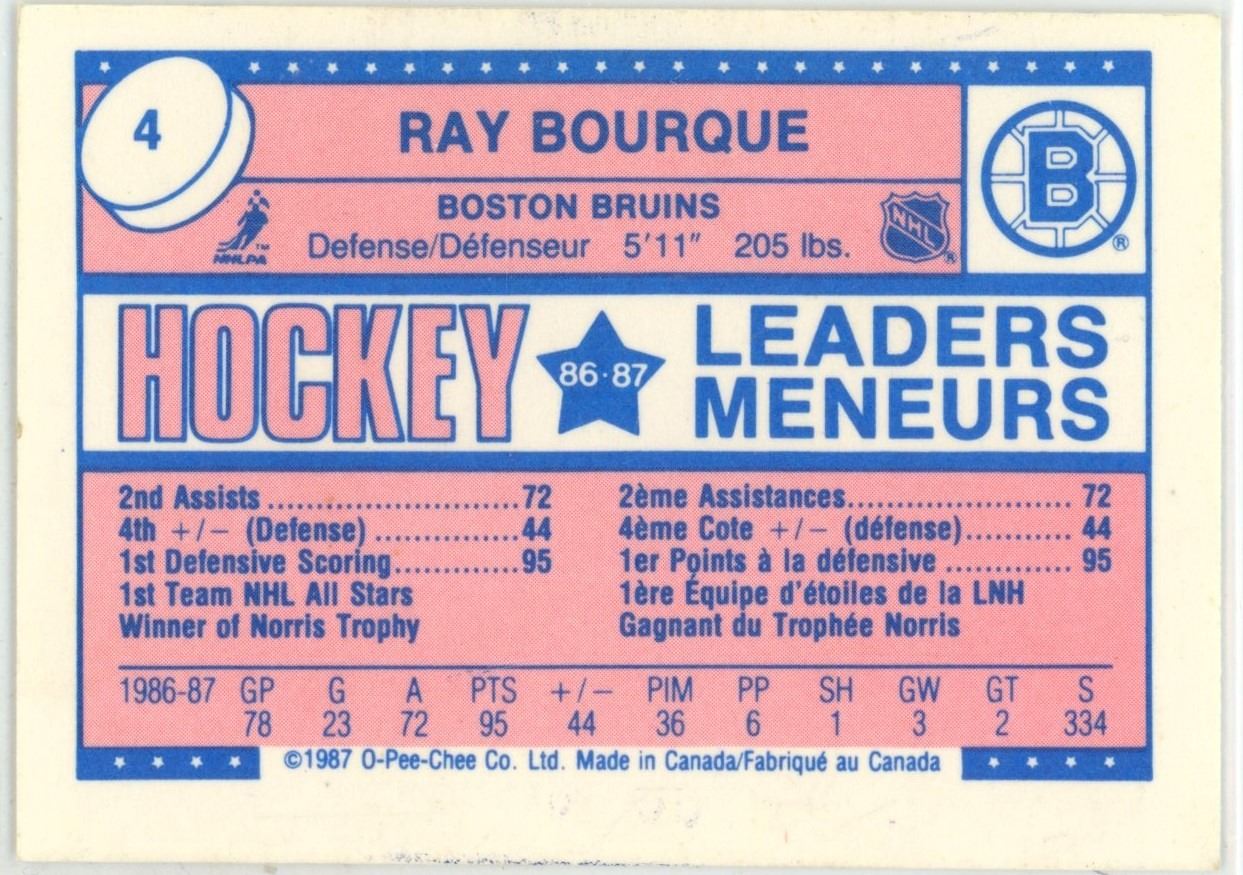 4
RAY BOURQUE
B
®
BOSTON BRUINS
Defense/Défenseur 5'11" 205 lbs.
TM
NHLPA
NHL
®
HOCKEY 86·87 LEADERS
MENEURS
2nd Assists ............................ 72
4th +/− (Defense) ................ 44
1st Defensive Scoring .............. 95
1st Team NHL All Stars
Winner of Norris Trophy
2ème Assistances ......................... 72
4ème Cote +/− (défense) ........... 44
1er Points à la défensive ............. 95
1ère Équipe d'étoiles de la LNH
Gagnant du Trophée Norris
1986-87 GP G A PTS +/− PIM PP SH GW GT S
78 23 72 95 44 36 6 1 3 2 334
©1987 O-Pee-Chee Co. Ltd. Made in Canada/Fabriqué au Canada